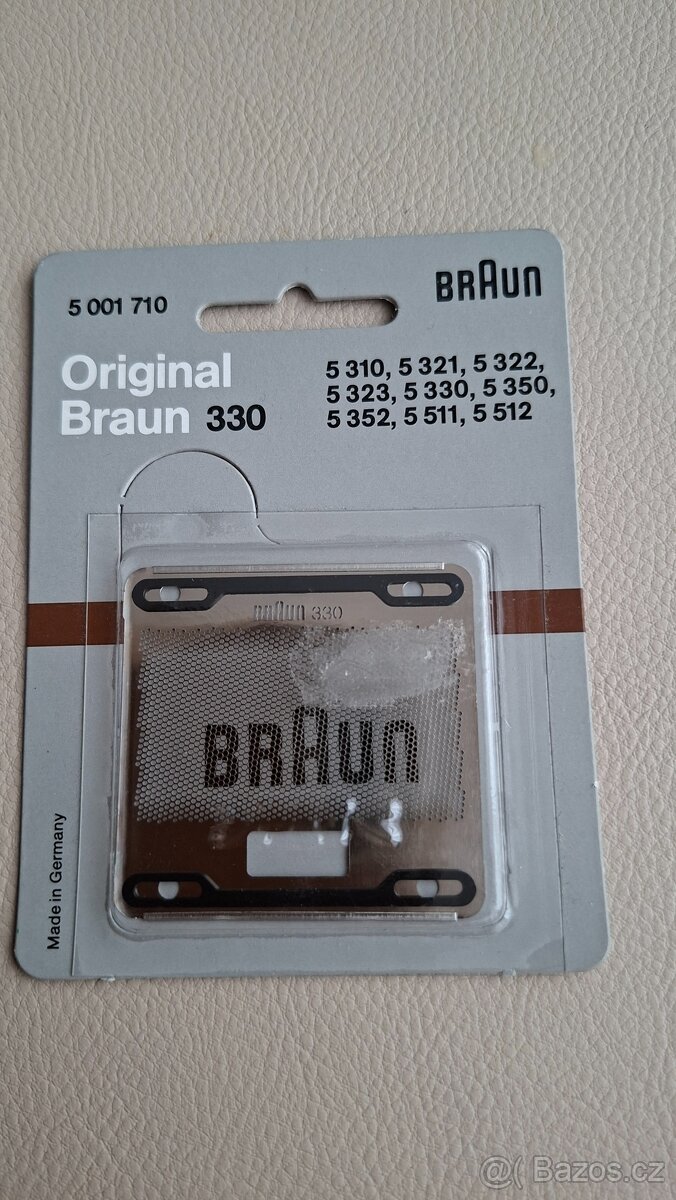 BRAUN
5 001 710
Original
Braun 330
5 310, 5 321, 5 322,
5 323, 5 330, 5 350,
5 352, 5 511, 5 512
BRAUN 330
BRAUN
Made in Germany
@( Bazos.cz